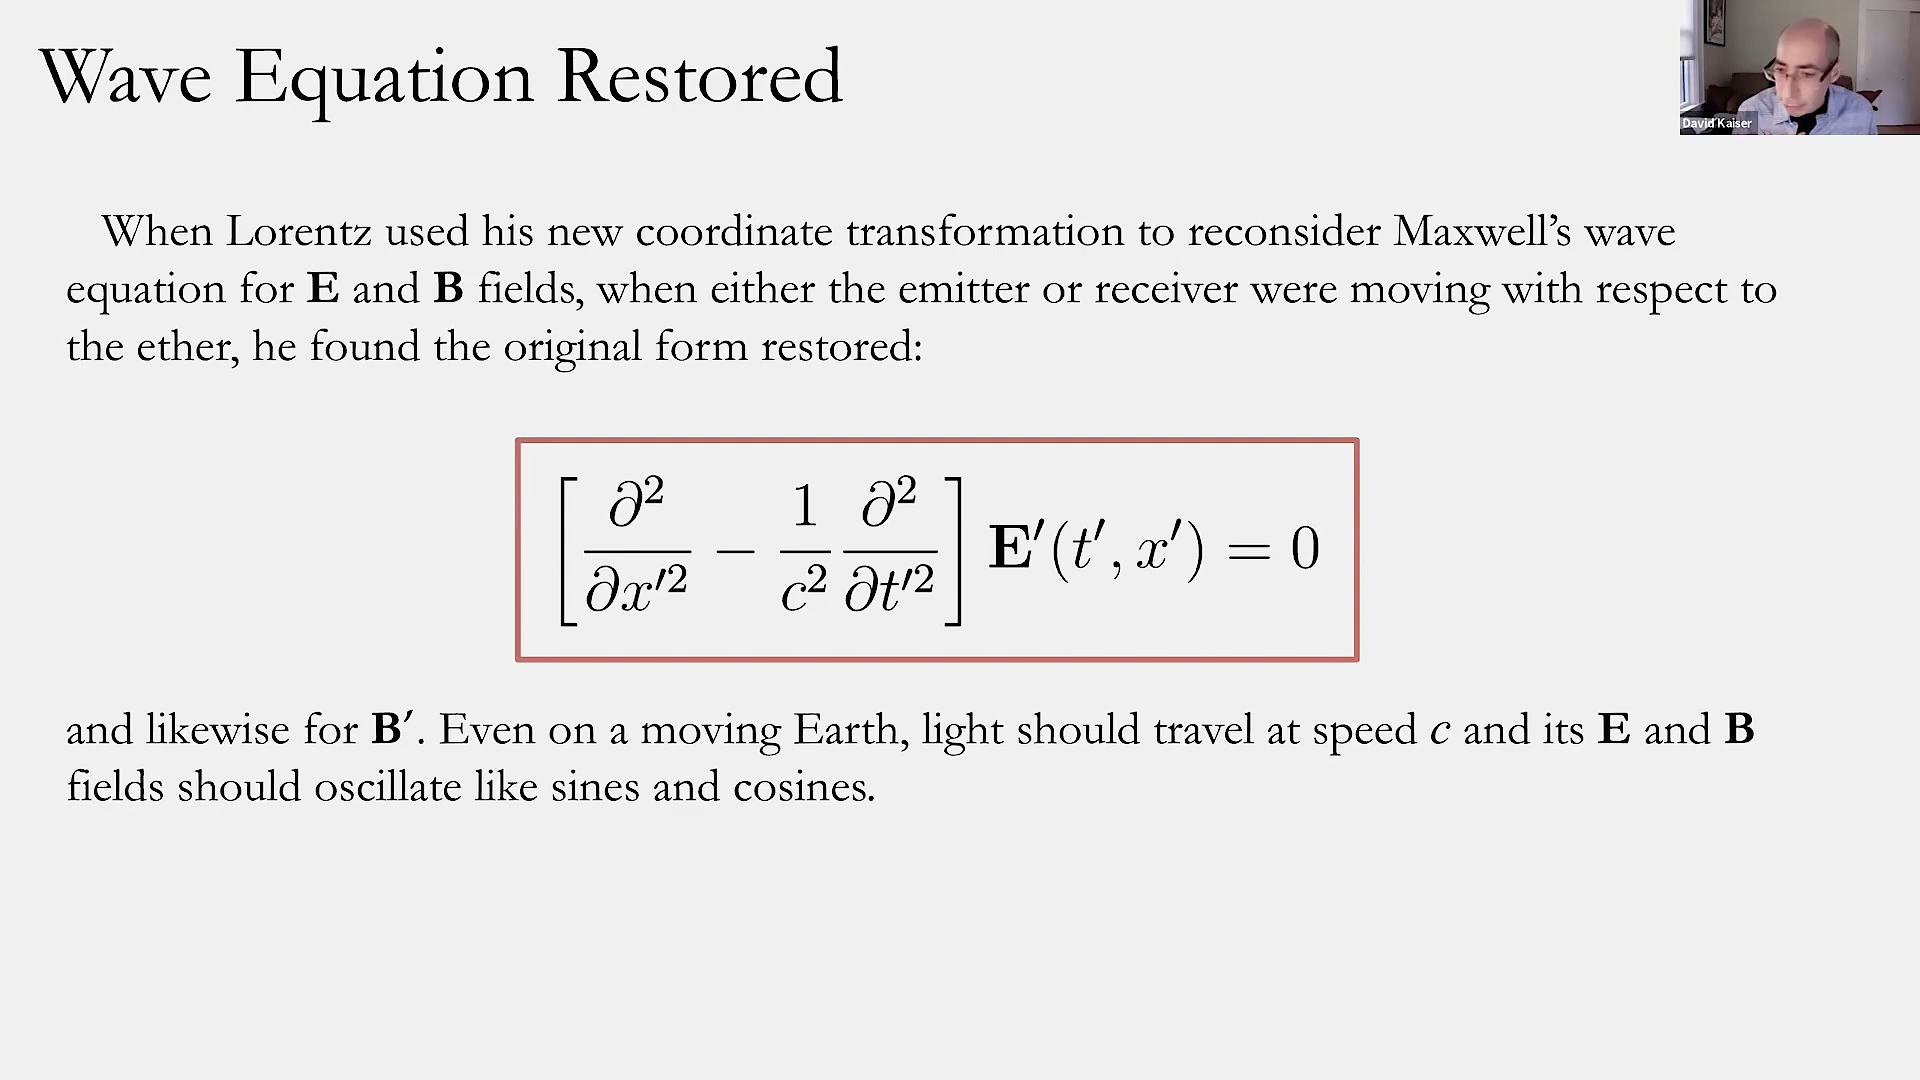 Wave Equation Restored
David Kaiser
When Lorentz used his new coordinate transformation to reconsider Maxwell’s wave
equation for E and B fields, when either the emitter or receiver were moving with respect to
the ether, he found the original form restored:
[∂²/∂x′² − 1/c² ∂²/∂t′²] E′(t′, x′) = 0
and likewise for B′. Even on a moving Earth, light should travel at speed c and its E and B
fields should oscillate like sines and cosines.